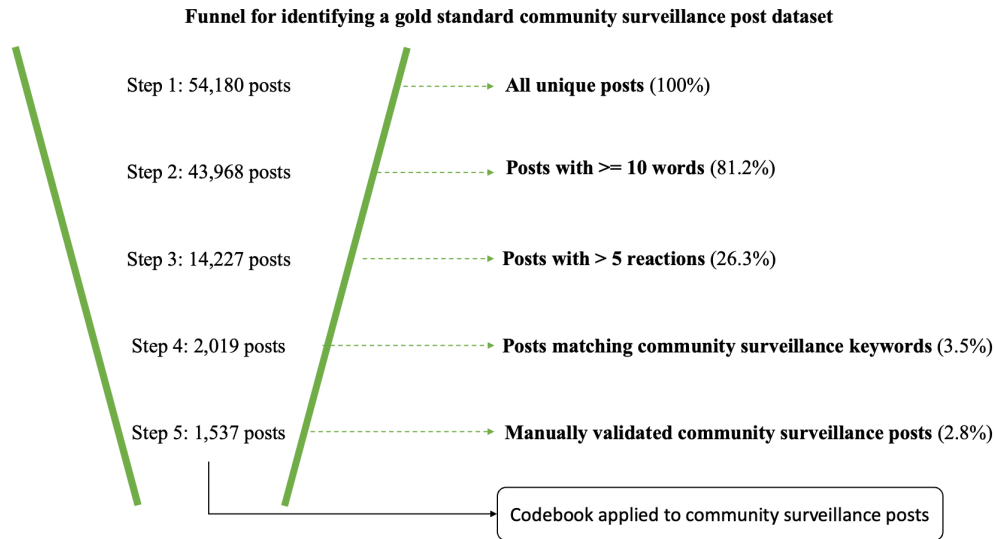 Funnel for identifying a gold standard community surveillance post dataset
Step 1: 54,180 posts
All unique posts (100%)
Step 2: 43,968 posts
Posts with >= 10 words (81.2%)
Step 3: 14,227 posts
Posts with > 5 reactions (26.3%)
Step 4: 2,019 posts
Posts matching community surveillance keywords (3.5%)
Step 5: 1,537 posts
Manually validated community surveillance posts (2.8%)
Codebook applied to community surveillance posts